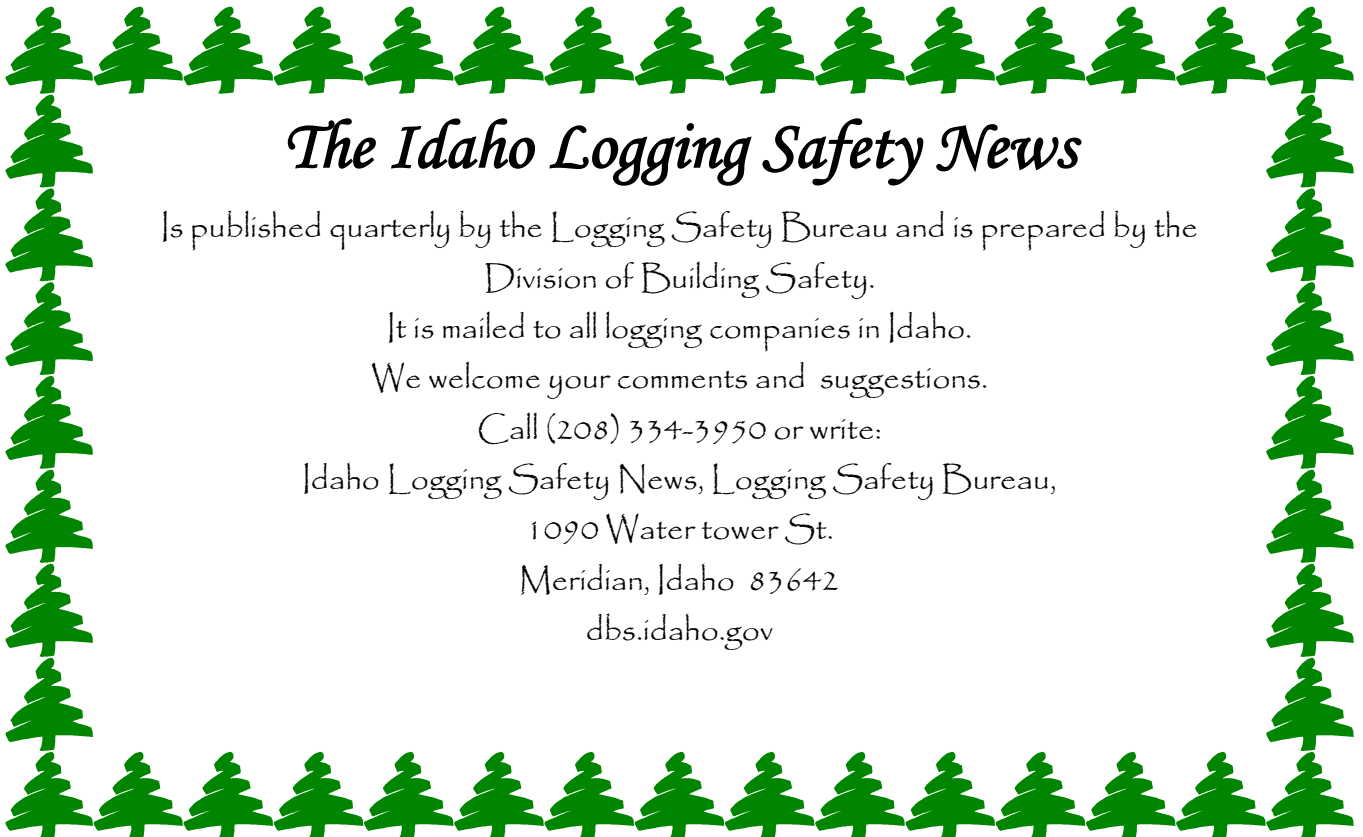 The Idaho Logging Safety News
Is published quarterly by the Logging Safety Bureau and is prepared by the
Division of Building Safety.
It is mailed to all logging companies in Idaho.
We welcome your comments and  suggestions.
Call (208) 334-3950 or write:
Idaho Logging Safety News, Logging Safety Bureau,
1090 Water tower St.
Meridian, Idaho  83642
dbs.idaho.gov